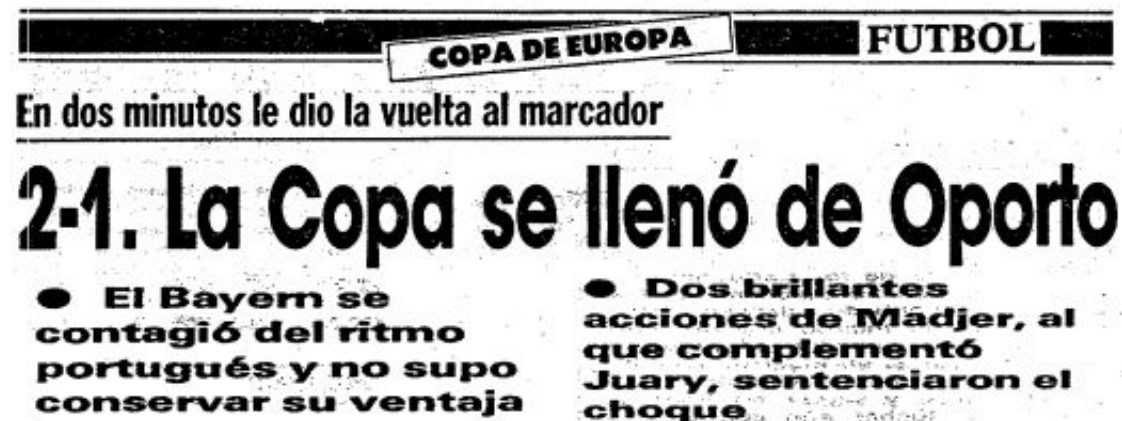 COPA DE EUROPA
FUTBOL
En dos minutos le dio la vuelta al marcador
2-1. La Copa se llenó de Oporto
● El Bayern se
contagió del ritmo
portugués y no supo
conservar su ventaja
● Dos brillantes
acciones de Madjer, al
que complementó
Juary, sentenciaron el
choque